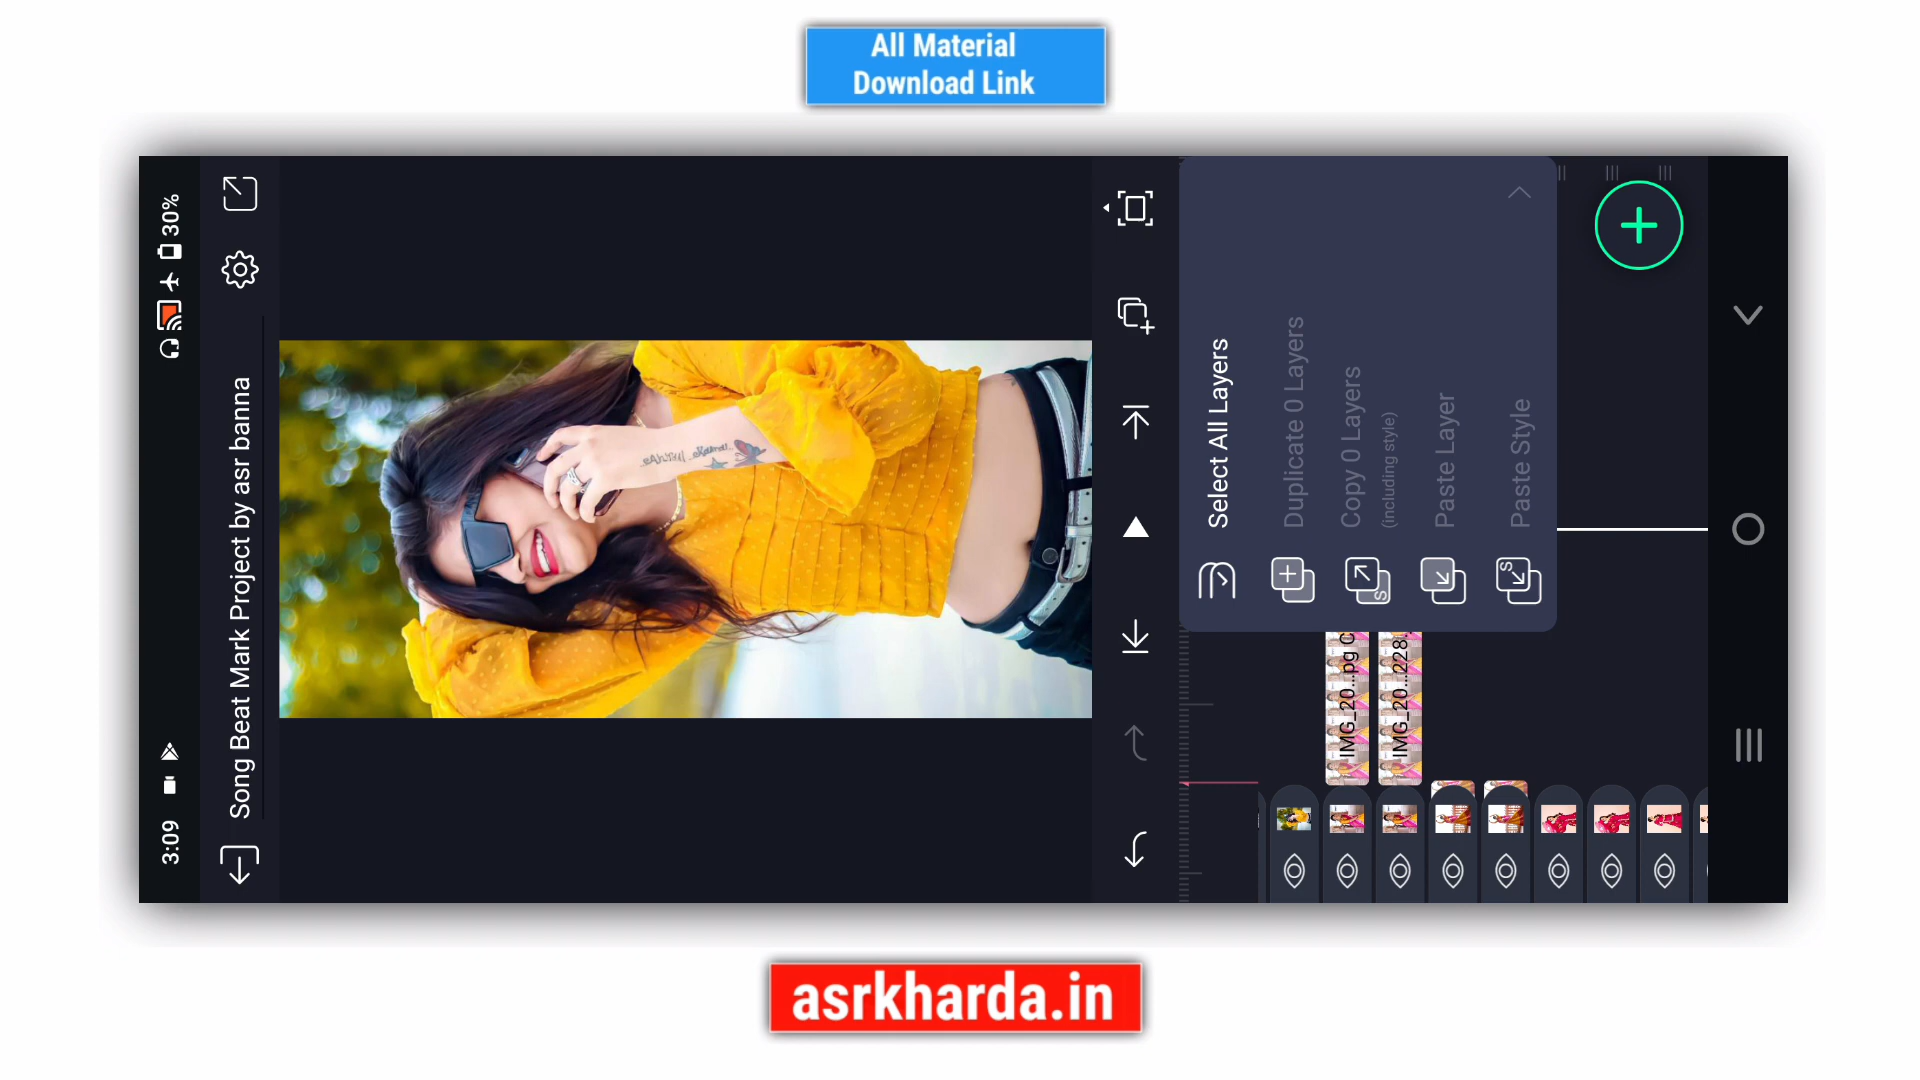 All Material
Download Link
3:09
30%
Song Beat Mark Project by asr banna
Select All Layers
Duplicate 0 Layers
Copy 0 Layers
(including style)
Paste Layer
Paste Style
IMG_20...pg C
IMG_20...228.
asrkharda.in